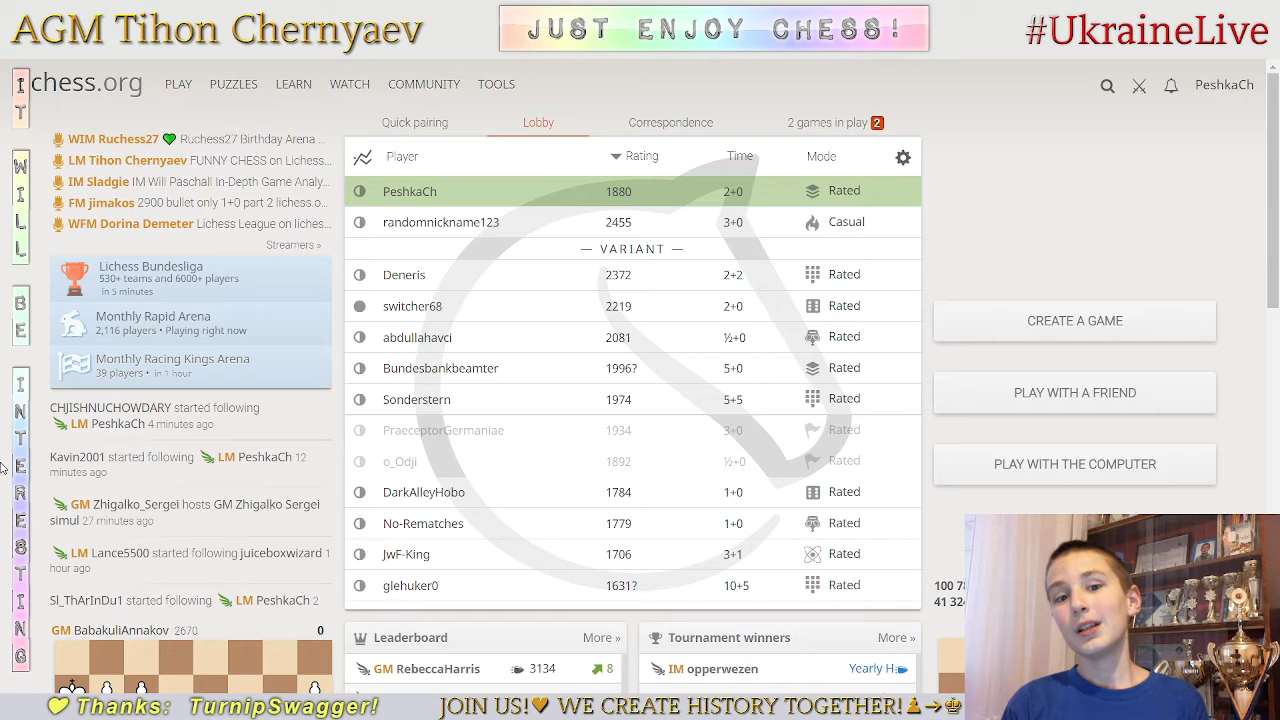 AGM Tihon Chernyaev
JUST ENJOY CHESS!
#UkraineLive
IT WILL BE INTERESTING
chess.org
PLAY PUZZLES LEARN WATCH COMMUNITY TOOLS
PeshkaCh
WIM Ruchess27 💚 Ruchess27 Birthday Arena ...
LM Tihon Chernyaev FUNNY CHESS on Lichess...
IM Sladgie IM Will Paschall In-Depth Game Analy...
FM jimakos 2900 bullet only 1+0 part 2 lichess.o...
WFM Dorina Demeter Lichess League on liches...
Streamers »
Lichess Bundesliga
530+ teams and 6000+ players
in 5 minutes
Monthly Rapid Arena
2,116 players • Playing right now
Monthly Racing Kings Arena
39 players • in 1 hour
CHJISHNUCHOWDARY started following
LM PeshkaCh 4 minutes ago
Kavin2001 started following LM PeshkaCh 12
minutes ago
GM Zhigalko_Sergei hosts GM Zhigalko Sergei
simul 27 minutes ago
LM Lance5500 started following juiceboxwizard 1
hour ago
Sl_ThArInDu1 started following LM PeshkaCh 2
GM BabakuliAnnakov 2670 0
Quick pairing Lobby Correspondence 2 games in play 2
Player Rating Time Mode
PeshkaCh 1880 2+0 Rated
randomnickname123 2455 3+0 Casual
— VARIANT —
Deneris 2372 2+2 Rated
switcher68 2219 2+0 Rated
abdullahavci 2081 ½+0 Rated
Bundesbankbeamter 1996? 5+0 Rated
Sonderstern 1974 5+5 Rated
PraeceptorGermaniae 1934 3+0 Rated
o_Odji 1892 ½+0 Rated
DarkAlleyHobo 1784 1+0 Rated
No-Rematches 1779 1+0 Rated
JwF-King 1706 3+1 Rated
glehuker0 1631? 10+5 Rated
CREATE A GAME
PLAY WITH A FRIEND
PLAY WITH THE COMPUTER
100 78
41 324
Leaderboard More »
GM RebeccaHarris 3134 8
Tournament winners More »
IM opperwezen Yearly H
Thanks: TurnipSwagger!
JOIN US! WE CREATE HISTORY TOGETHER!